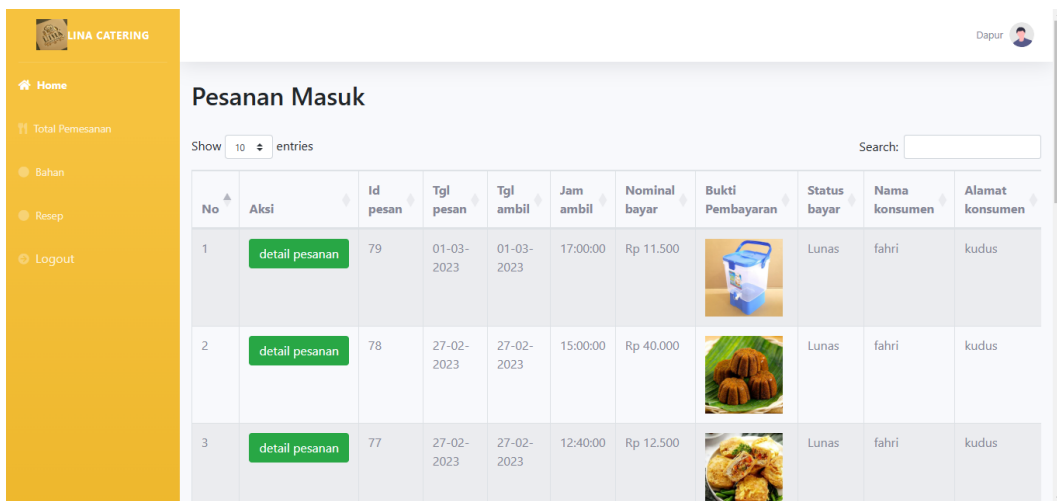 LINA CATERING
Dapur
Home
Total Pemesanan
Bahan
Resep
Logout
Pesanan Masuk
Show 10 entries
Search:
No Aksi Id pesan Tgl pesan Tgl ambil Jam ambil Nominal bayar Bukti Pembayaran Status bayar Nama konsumen Alamat konsumen
1 detail pesanan 79 01-03-2023 01-03-2023 17:00:00 Rp 11.500 Lunas fahri kudus
2 detail pesanan 78 27-02-2023 27-02-2023 15:00:00 Rp 40.000 Lunas fahri kudus
3 detail pesanan 77 27-02-2023 27-02-2023 12:40:00 Rp 12.500 Lunas fahri kudus